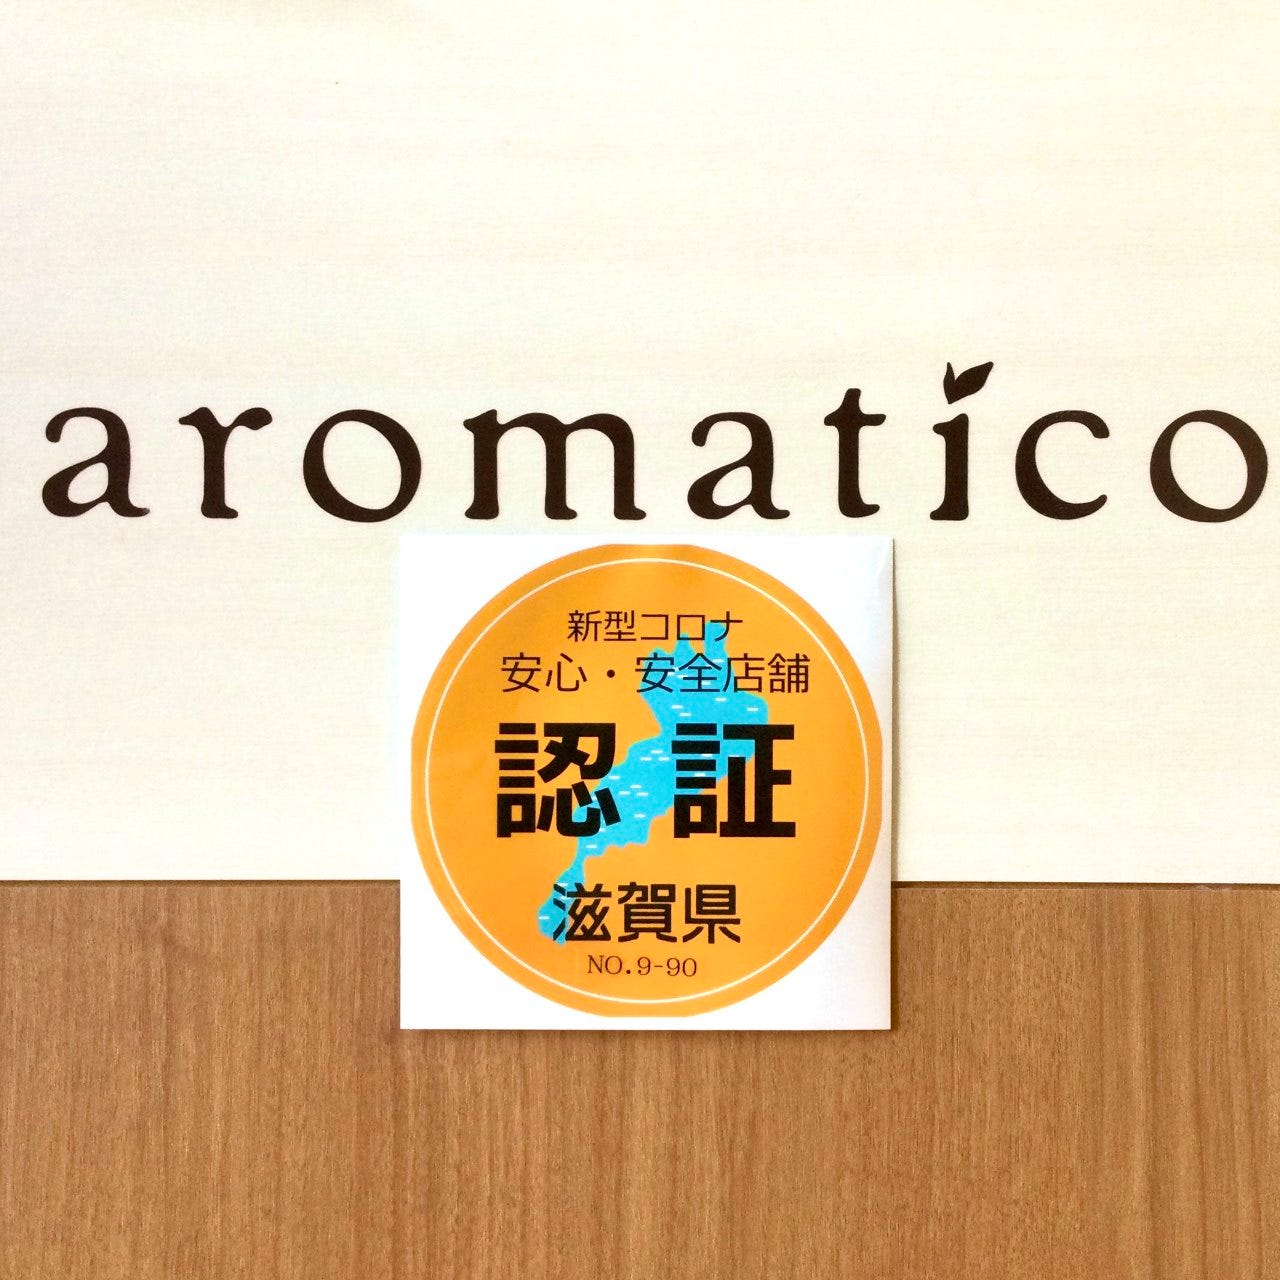 aromatico
新型コロナ
安心・安全店舗
認証
滋賀県
NO.9-90